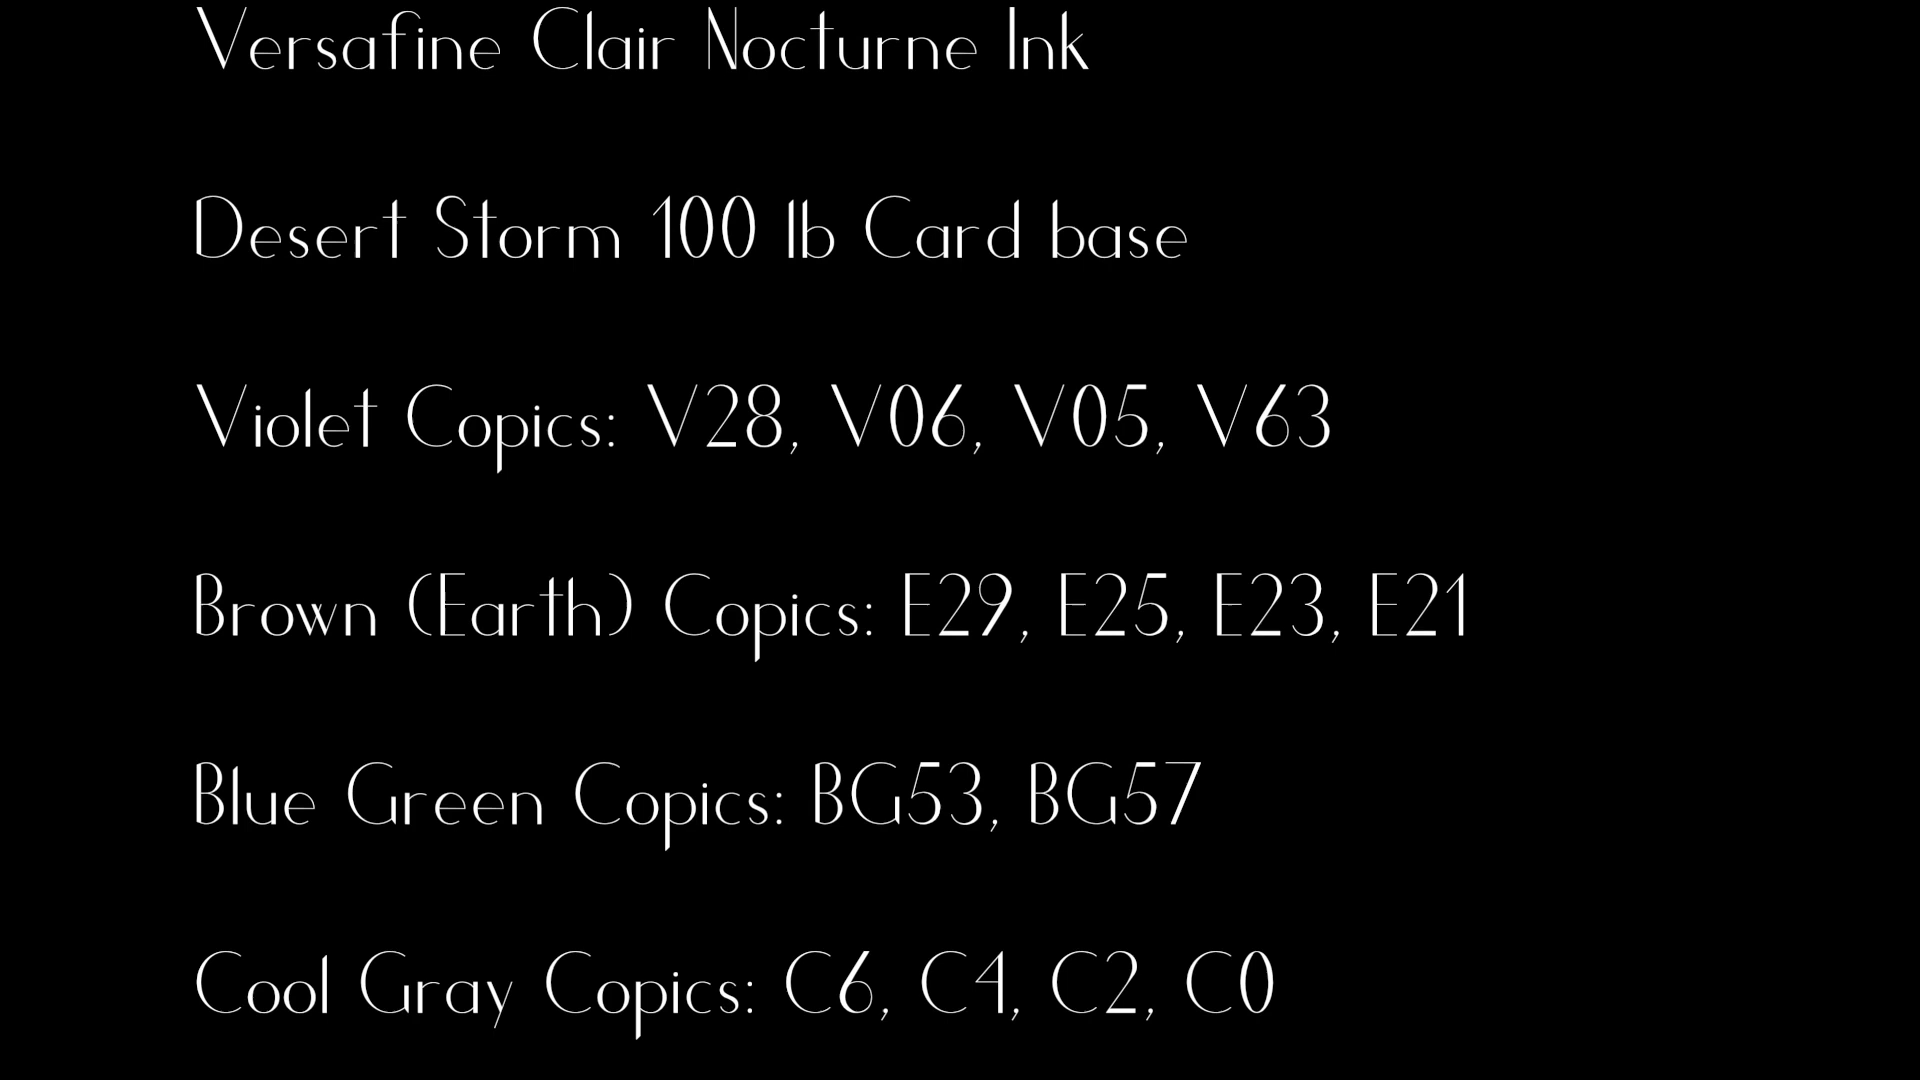 Versafine Clair Nocturne Ink
Desert Storm 100 lb Card base
Violet Copics: V28, V06, V05, V63
Brown (Earth) Copics: E29, E25, E23, E21
Blue Green Copics: BG53, BG57
Cool Gray Copics: C6, C4, C2, C0